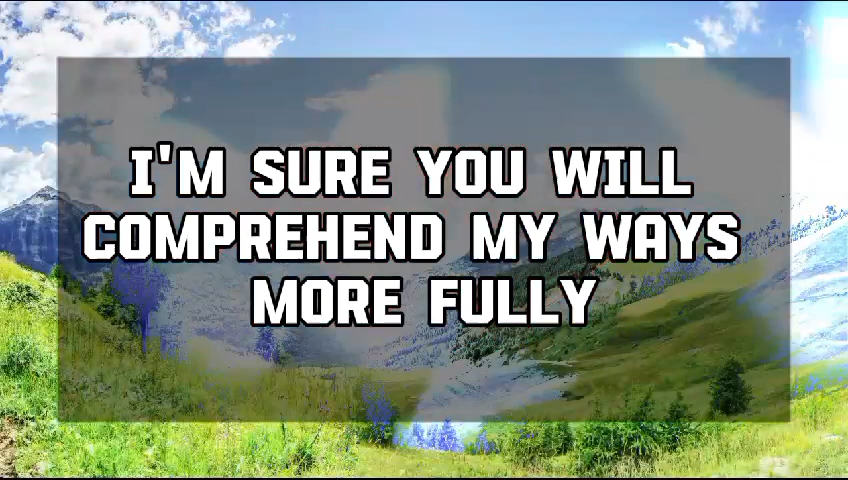 I'M SURE YOU WILL
COMPREHEND MY WAYS
MORE FULLY